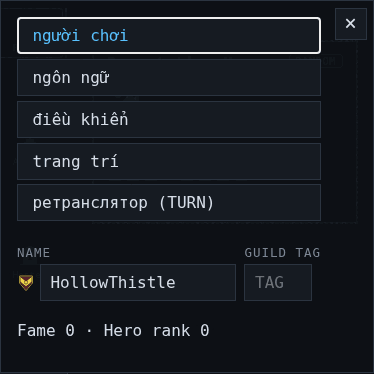 ×
người chơi
ngôn ngữ
điều khiển
trang trí
ретранслятор (TURN)
NAME GUILD TAG
HollowThistle TAG
Fame 0 · Hero rank 0